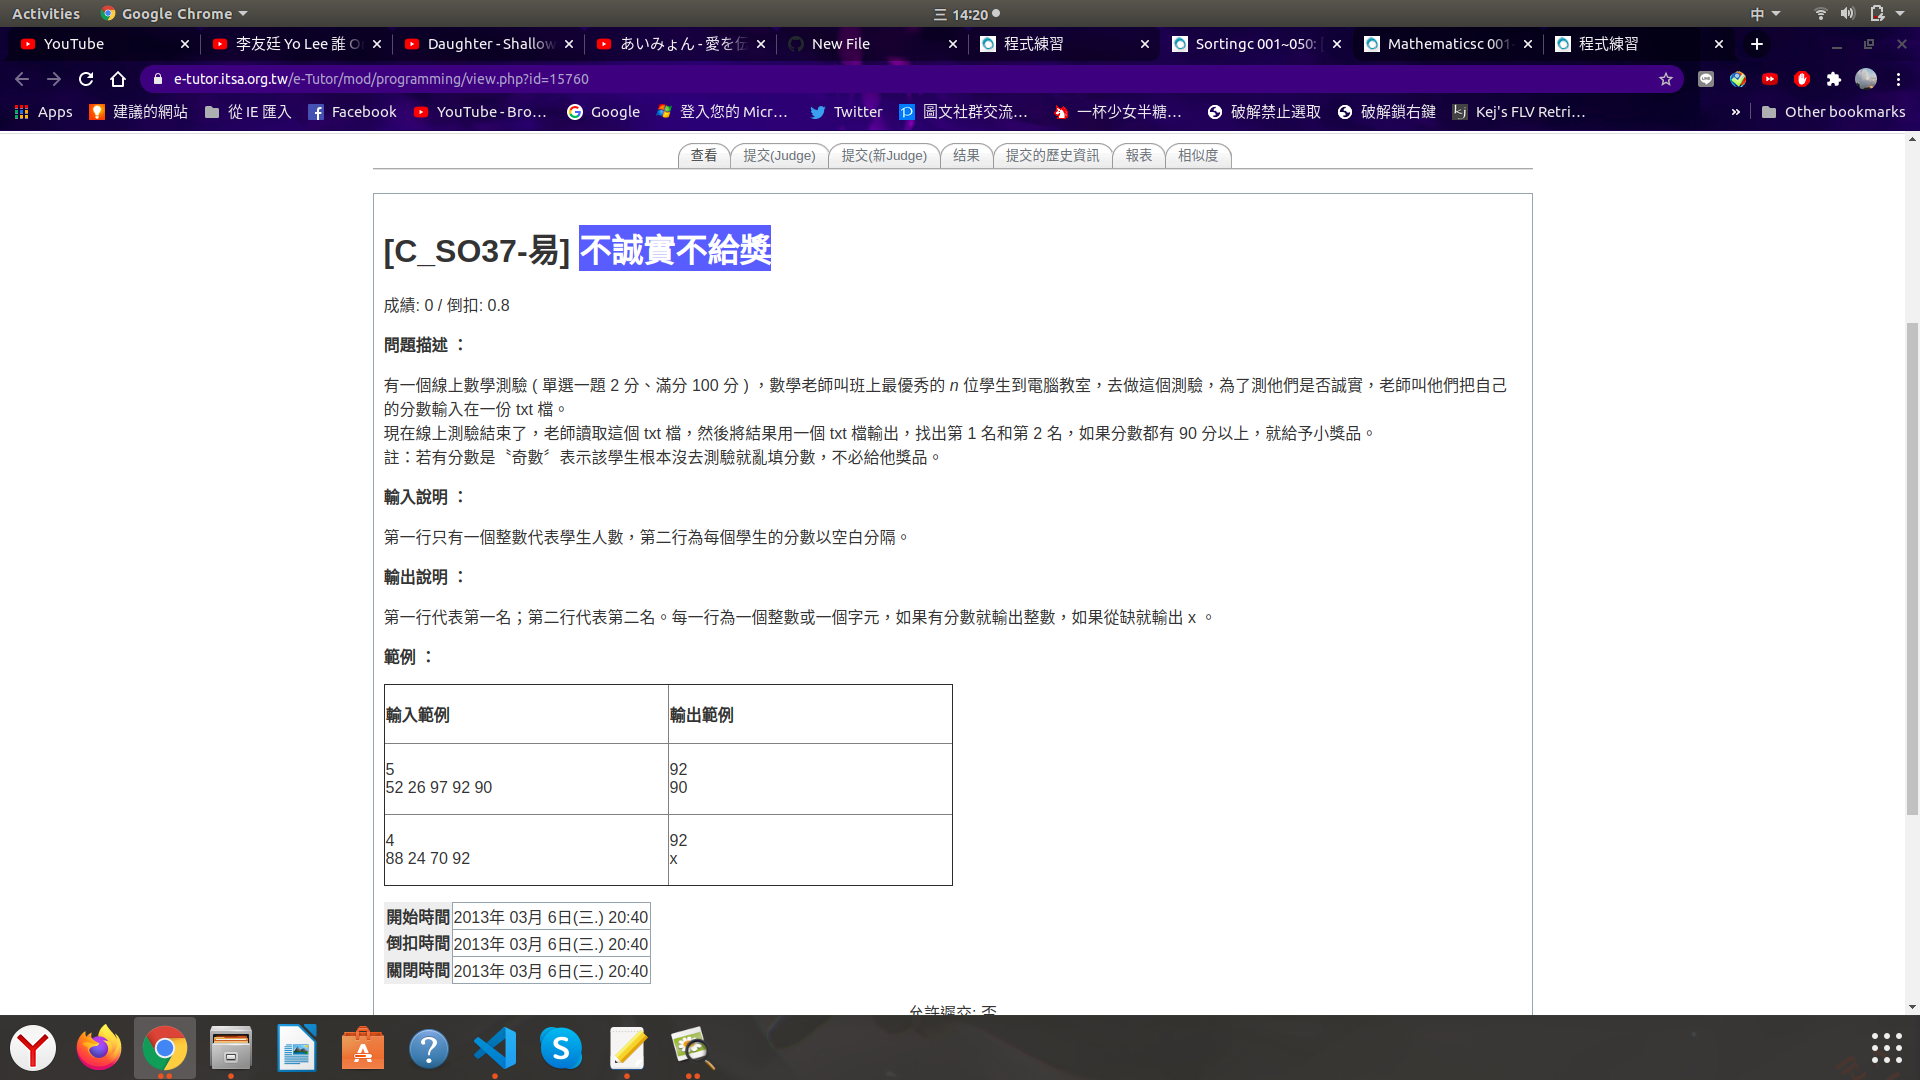 Activities Google Chrome 三 14:20 中
YouTube 李友廷 Yo Lee 誰 O Daughter - Shallow あいみょん - 愛を伝 New File 程式練習 Sortingc 001~050: [ Mathematicsc 001- 程式練習
e-tutor.itsa.org.tw/e-Tutor/mod/programming/view.php?id=15760
Apps 建議的網站 從 IE 匯入 Facebook YouTube - Bro… Google 登入您的 Micr… Twitter 圖文社群交流… 一杯少女半糖… 破解禁止選取 破解鎖右鍵 Kej's FLV Retri… » Other bookmarks
查看 提交(Judge) 提交(新Judge) 结果 提交的歷史資訊 報表 相似度
[C_SO37-易] 不誠實不給獎
成績: 0 / 倒扣: 0.8
問題描述 ：
有一個線上數學測驗 ( 單選一題 2 分、滿分 100 分 ) ，數學老師叫班上最優秀的 n 位學生到電腦教室，去做這個測驗，為了測他們是否誠實，老師叫他們把自己
的分數輸入在一份 txt 檔。
現在線上測驗結束了，老師讀取這個 txt 檔，然後將結果用一個 txt 檔輸出，找出第 1 名和第 2 名，如果分數都有 90 分以上，就給予小獎品。
註：若有分數是〝奇數〞表示該學生根本沒去測驗就亂填分數，不必給他獎品。
輸入說明 ：
第一行只有一個整數代表學生人數，第二行為每個學生的分數以空白分隔。
輸出說明 ：
第一行代表第一名；第二行代表第二名。每一行為一個整數或一個字元，如果有分數就輸出整數，如果從缺就輸出 x 。
範例 ：
輸入範例 輸出範例
5 92
52 26 97 92 90 90
4 92
88 24 70 92 x
開始時間 2013年 03月 6日(三.) 20:40
倒扣時間 2013年 03月 6日(三.) 20:40
關閉時間 2013年 03月 6日(三.) 20:40
允許遲交: 否